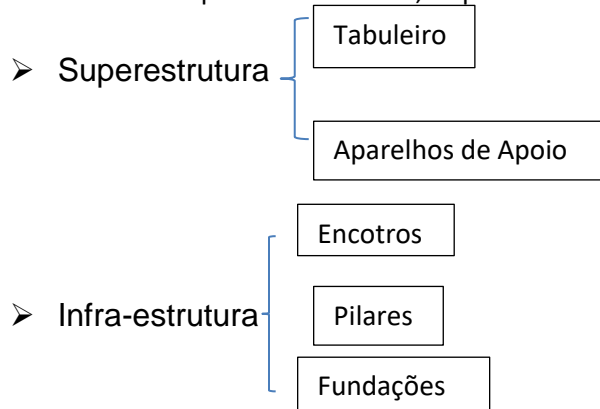 Tabuleiro
➢ Superestrutura
Aparelhos de Apoio
Encotros
➢ Infra-estrutura
Pilares
Fundações